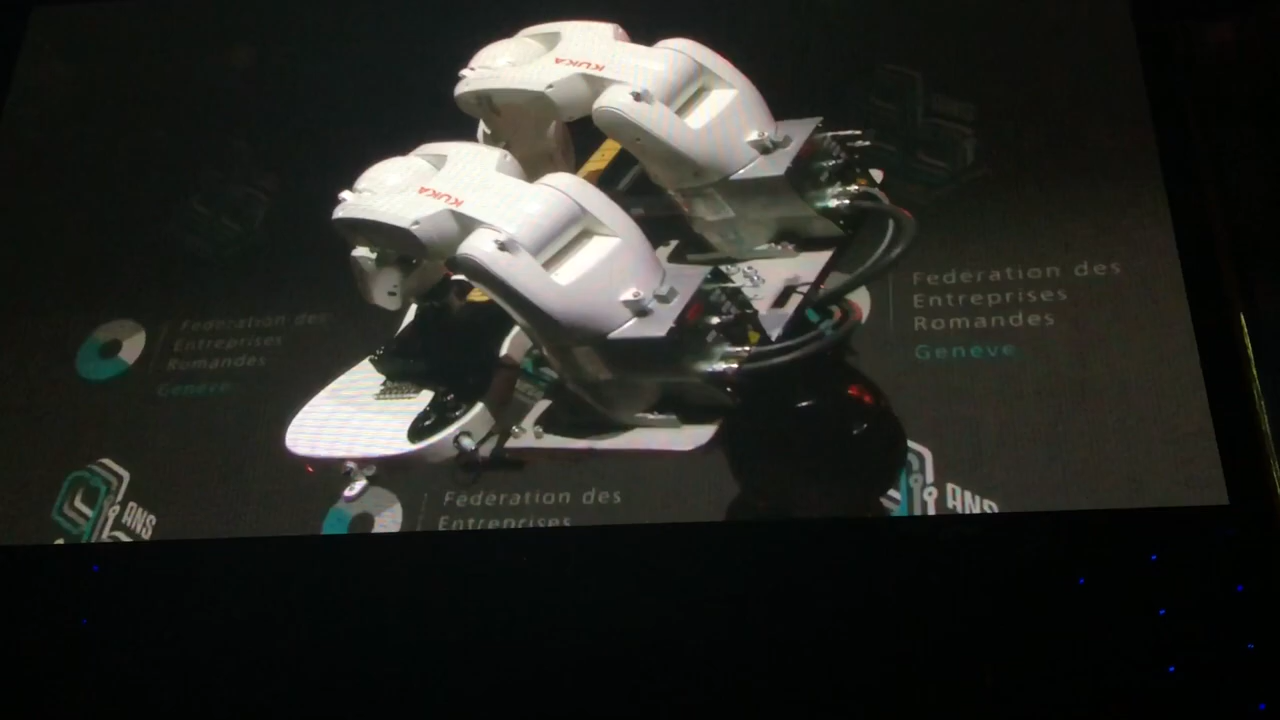 KUKA
KUKA
Fédération des
Entreprises
Romandes
Genève
Fédération des
Entreprises
Romandes
Genève
ANS
Fédération des
Entreprises
ANS